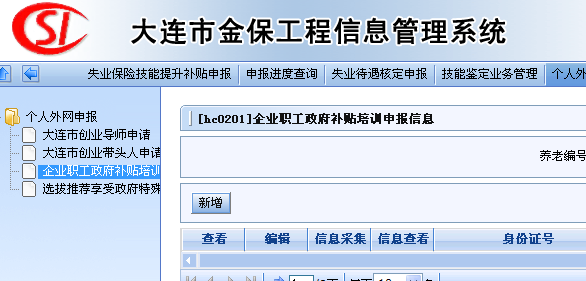 大连市金保工程信息管理系统
失业保险技能提升补贴申报 申报进度查询 失业待遇核定申报 技能鉴定业务管理 个人外
个人外网申报
大连市创业导师申请
大连市创业带头人申请
企业职工政府补贴培训
选拔推荐享受政府特殊
[hc0201]企业职工政府补贴培训申报信息
养老编号
新增
查看 编辑 信息采集 信息查看 身份证号